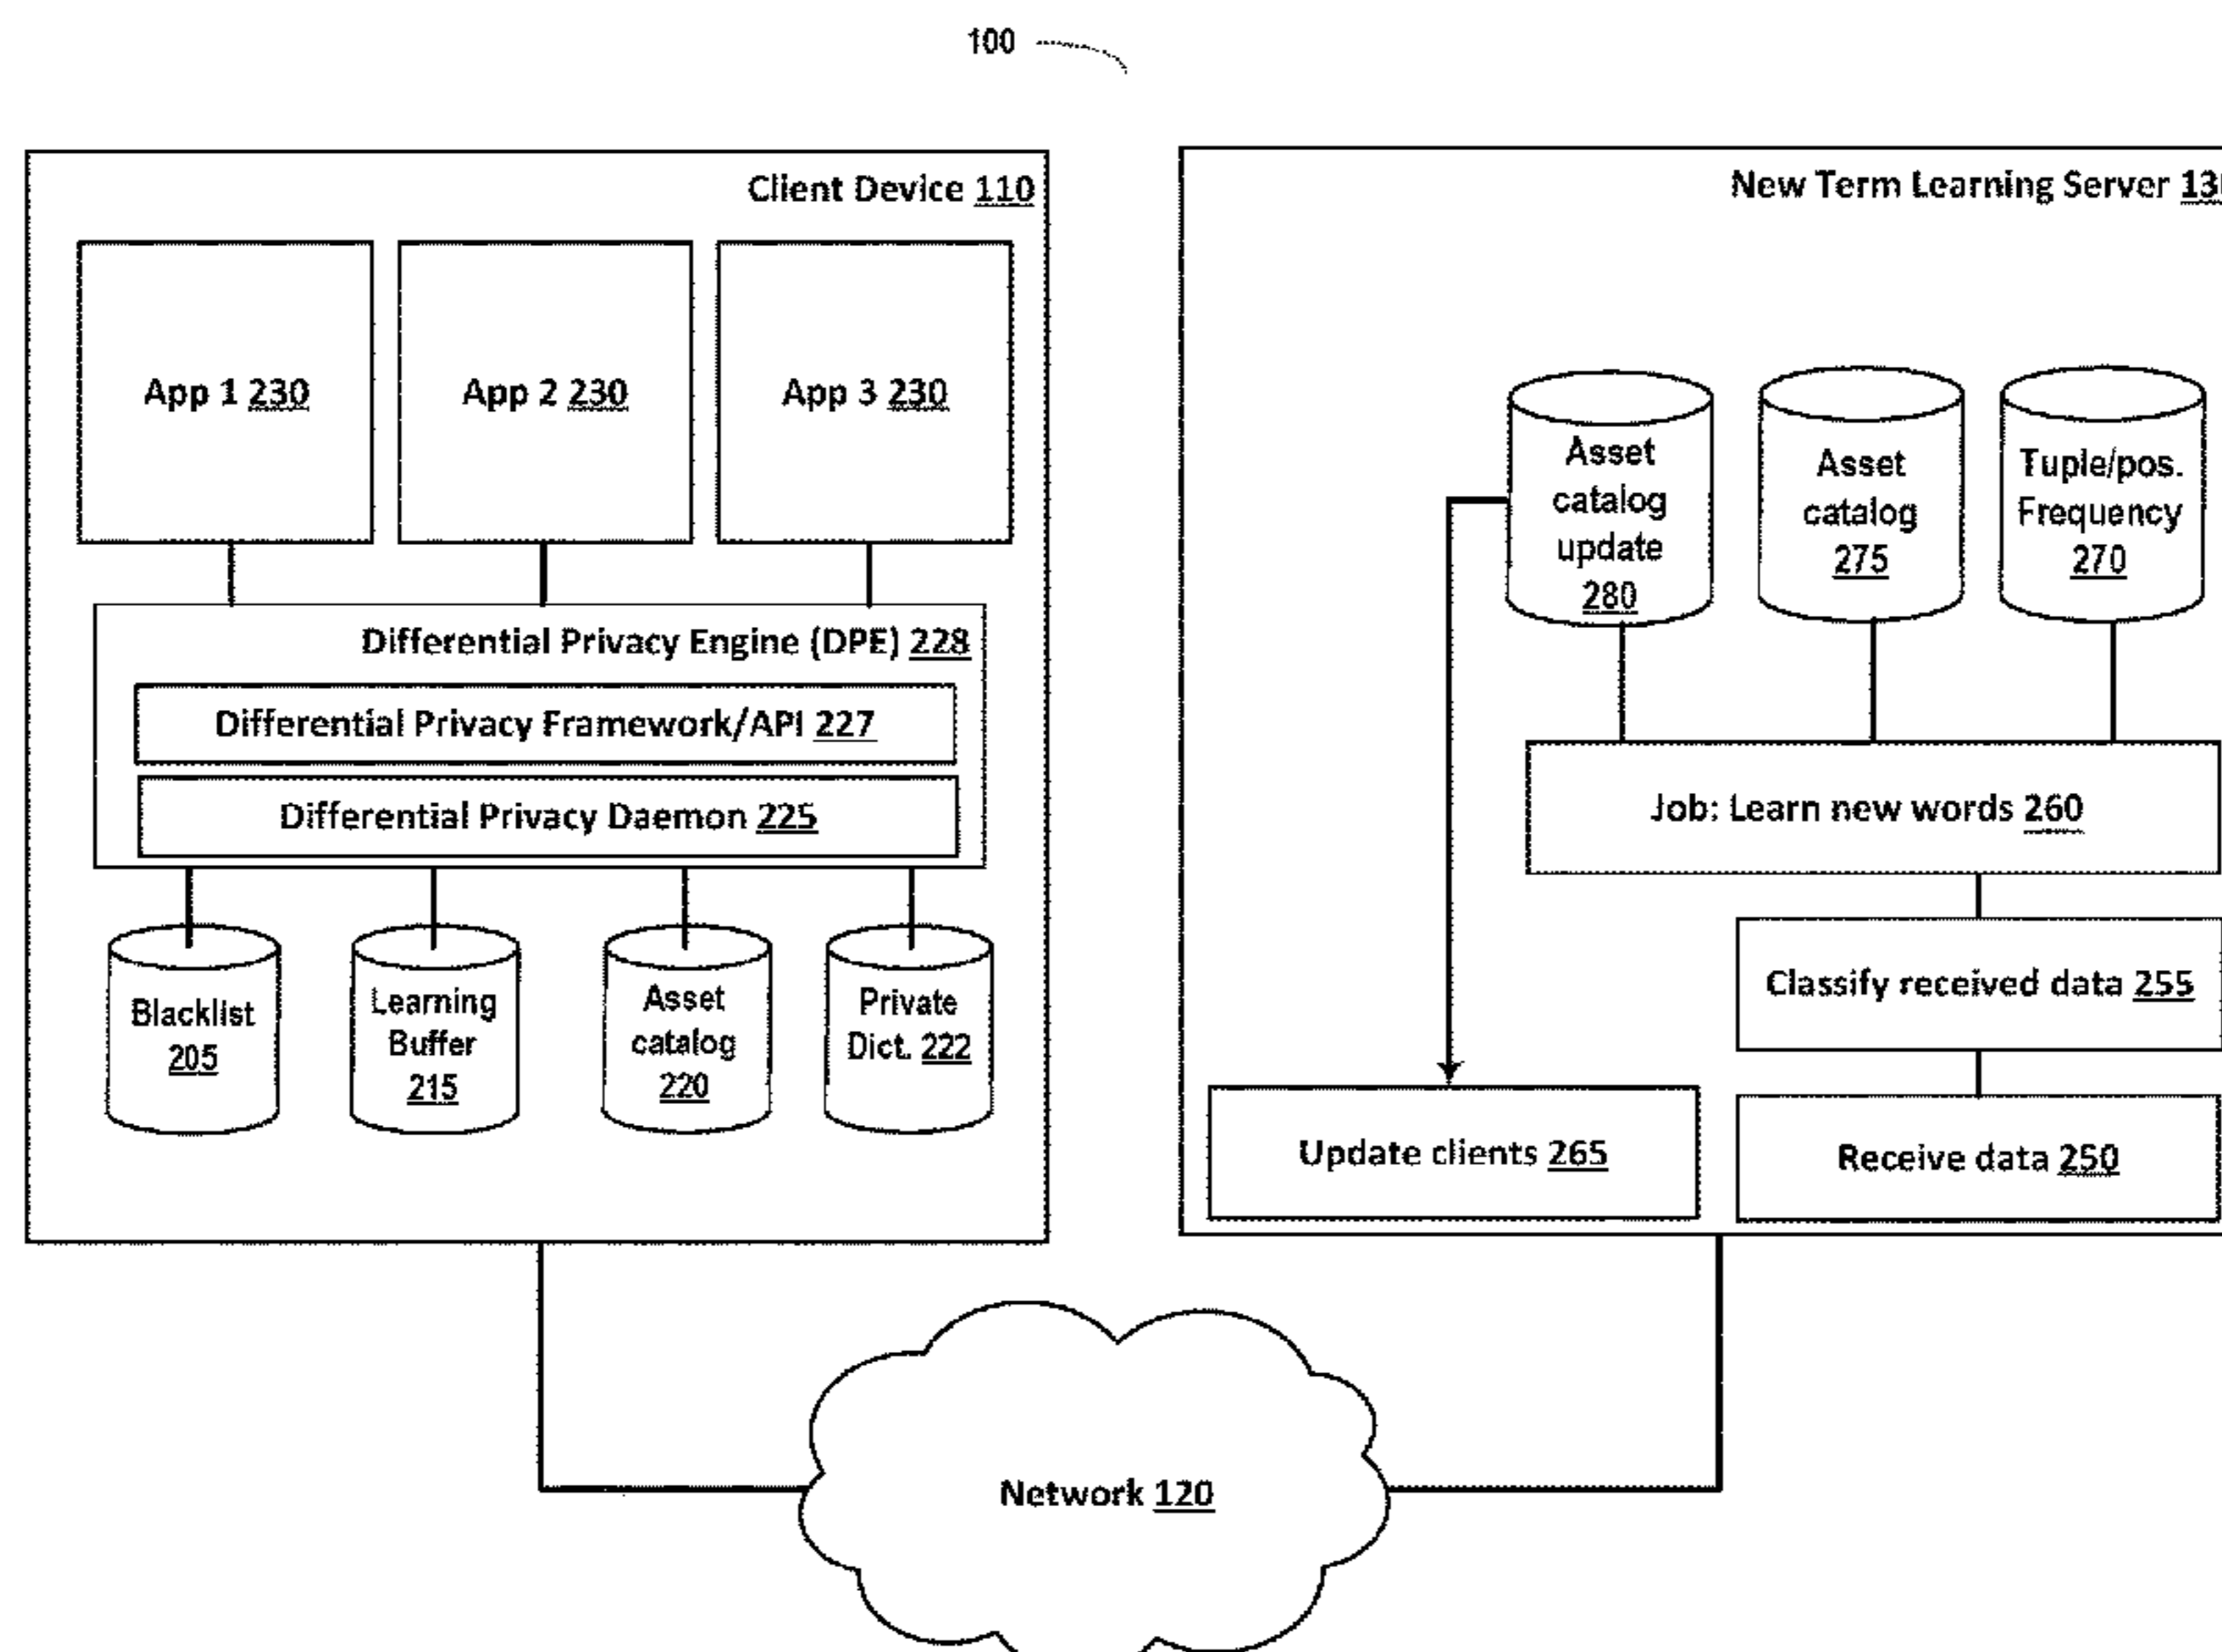 100
Client Device 110
App 1 230
App 2 230
App 3 230
Differential Privacy Engine (DPE) 228
Differential Privacy Framework/API 227
Differential Privacy Daemon 225
Blacklist
205
Learning
Buffer
215
Asset
catalog
220
Private
Dict. 222
New Term Learning Server
Asset
catalog
update
280
Asset
catalog
275
Tuple/pos.
Frequency
270
Job: Learn new words 260
Classify received data 255
Update clients 265
Receive data 250
Network 120